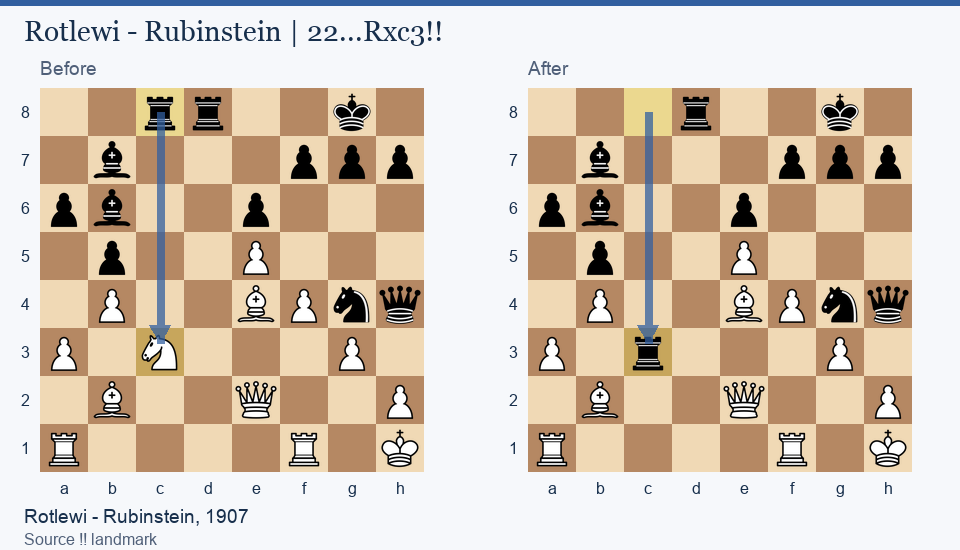 Rotlewi - Rubinstein | 22...Rxc3!!
Before
After
8
7
6
5
4
3
2
1
a b c d e f g h
8
7
6
5
4
3
2
1
a b c d e f g h
Rotlewi - Rubinstein, 1907
Source !! landmark